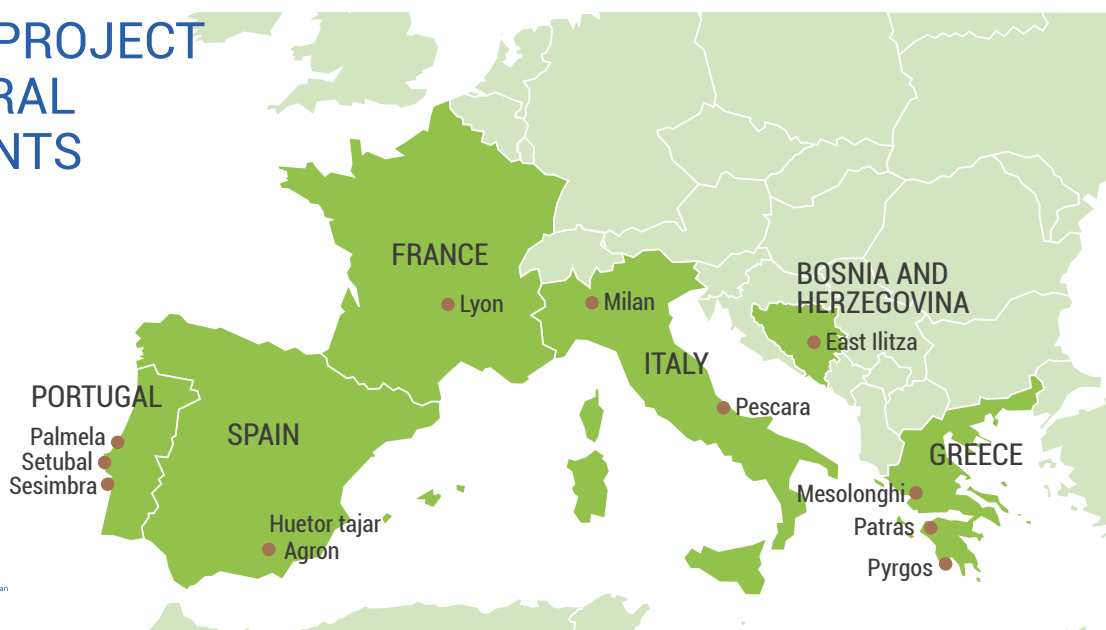 PROJECT
RAL
NTS
FRANCE
Lyon
Milan
ITALY
Pescara
BOSNIA AND
HERZEGOVINA
East Ilitza
PORTUGAL
Palmela
Setubal
Sesimbra
SPAIN
Huetor tajar
Agron
GREECE
Mesolonghi
Patras
Pyrgos
an